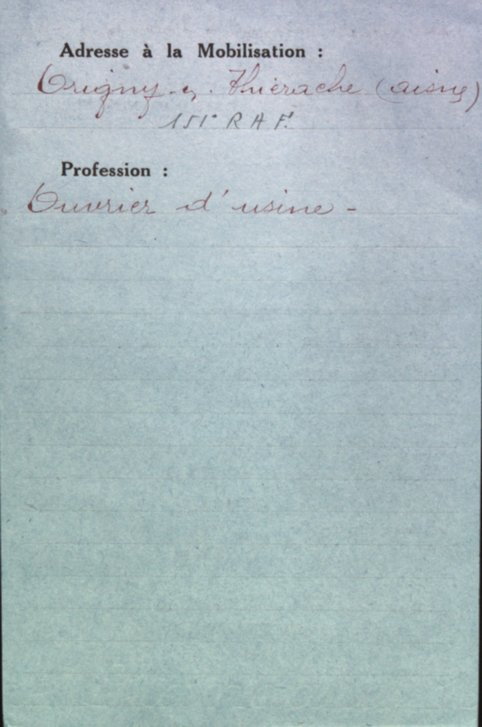 Adresse à la Mobilisation :
Origny-en-Thiérache (Aisne)
151e R A F.
Profession :
Ouvrier d'usine -